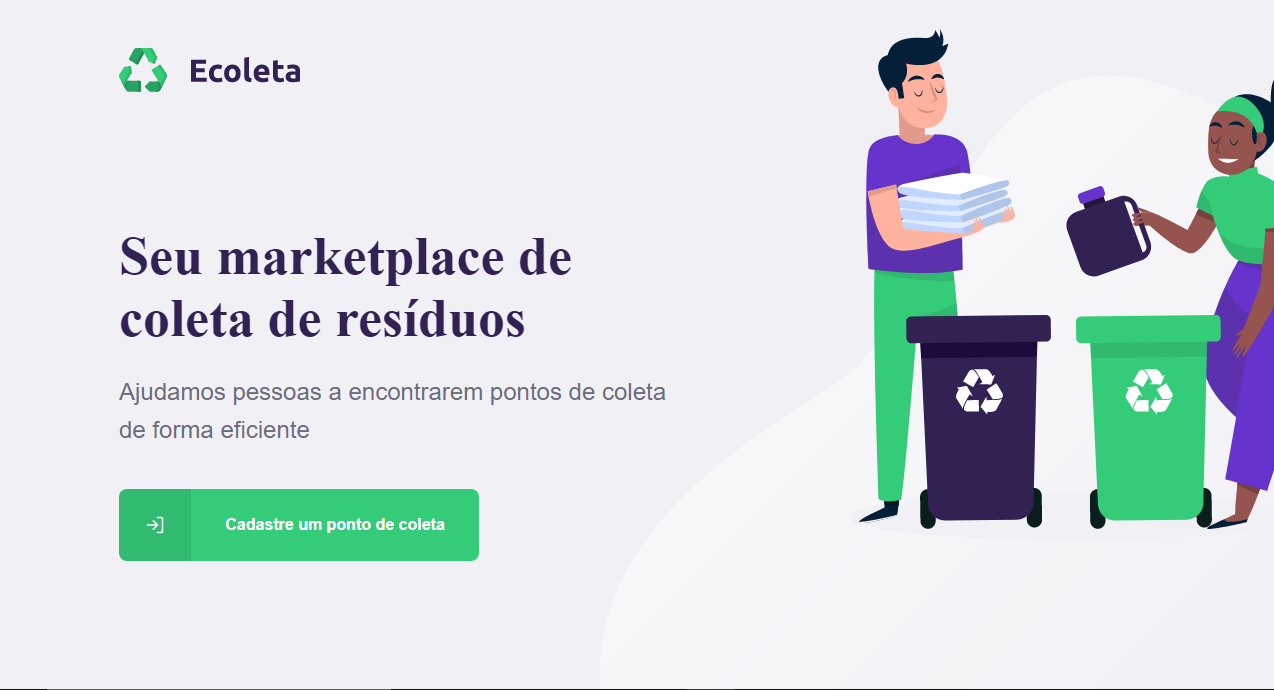 Ecoleta
Seu marketplace de
coleta de resíduos
Ajudamos pessoas a encontrarem pontos de coleta
de forma eficiente
Cadastre um ponto de coleta